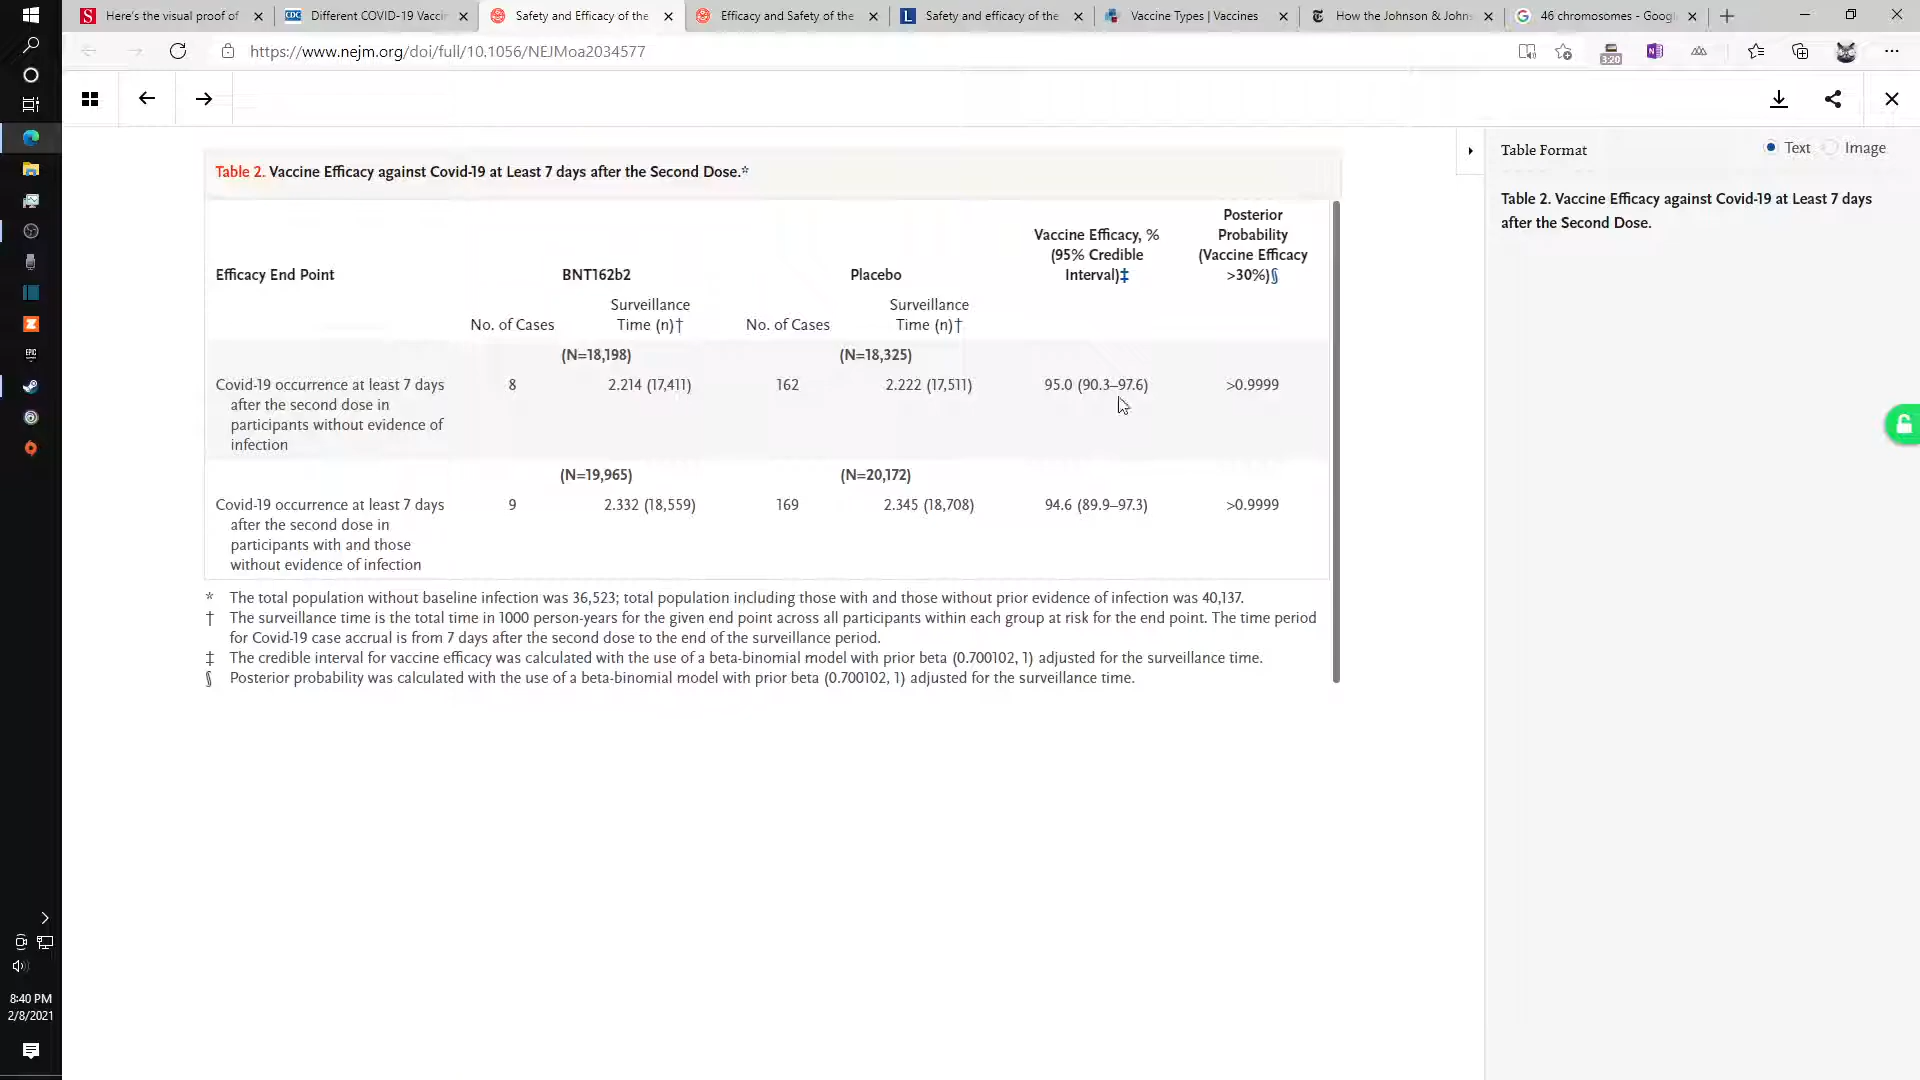 Here's the visual proof of
Different COVID-19 Vaccin
Safety and Efficacy of the
Efficacy and Safety of the
Safety and efficacy of the
Vaccine Types | Vaccines
How the Johnson & Johns
46 chromosomes - Googl
https://www.nejm.org/doi/full/10.1056/NEJMoa2034577
3:20
Table 2. Vaccine Efficacy against Covid-19 at Least 7 days after the Second Dose.*
Efficacy End Point
BNT162b2
Placebo
Vaccine Efficacy, %
(95% Credible
Interval)‡
Posterior
Probability
(Vaccine Efficacy
>30%)§
No. of Cases
Surveillance
Time (n)†
No. of Cases
Surveillance
Time (n)†
(N=18,198)
(N=18,325)
Covid-19 occurrence at least 7 days
after the second dose in
participants without evidence of
infection
8
2.214 (17,411)
162
2.222 (17,511)
95.0 (90.3–97.6)
>0.9999
(N=19,965)
(N=20,172)
Covid-19 occurrence at least 7 days
after the second dose in
participants with and those
without evidence of infection
9
2.332 (18,559)
169
2.345 (18,708)
94.6 (89.9–97.3)
>0.9999
* The total population without baseline infection was 36,523; total population including those with and those without prior evidence of infection was 40,137.
† The surveillance time is the total time in 1000 person-years for the given end point across all participants within each group at risk for the end point. The time period
for Covid-19 case accrual is from 7 days after the second dose to the end of the surveillance period.
‡ The credible interval for vaccine efficacy was calculated with the use of a beta-binomial model with prior beta (0.700102, 1) adjusted for the surveillance time.
§ Posterior probability was calculated with the use of a beta-binomial model with prior beta (0.700102, 1) adjusted for the surveillance time.
Table Format
Text
Image
Table 2. Vaccine Efficacy against Covid-19 at Least 7 days
after the Second Dose.
EPIC
8:40 PM
2/8/2021